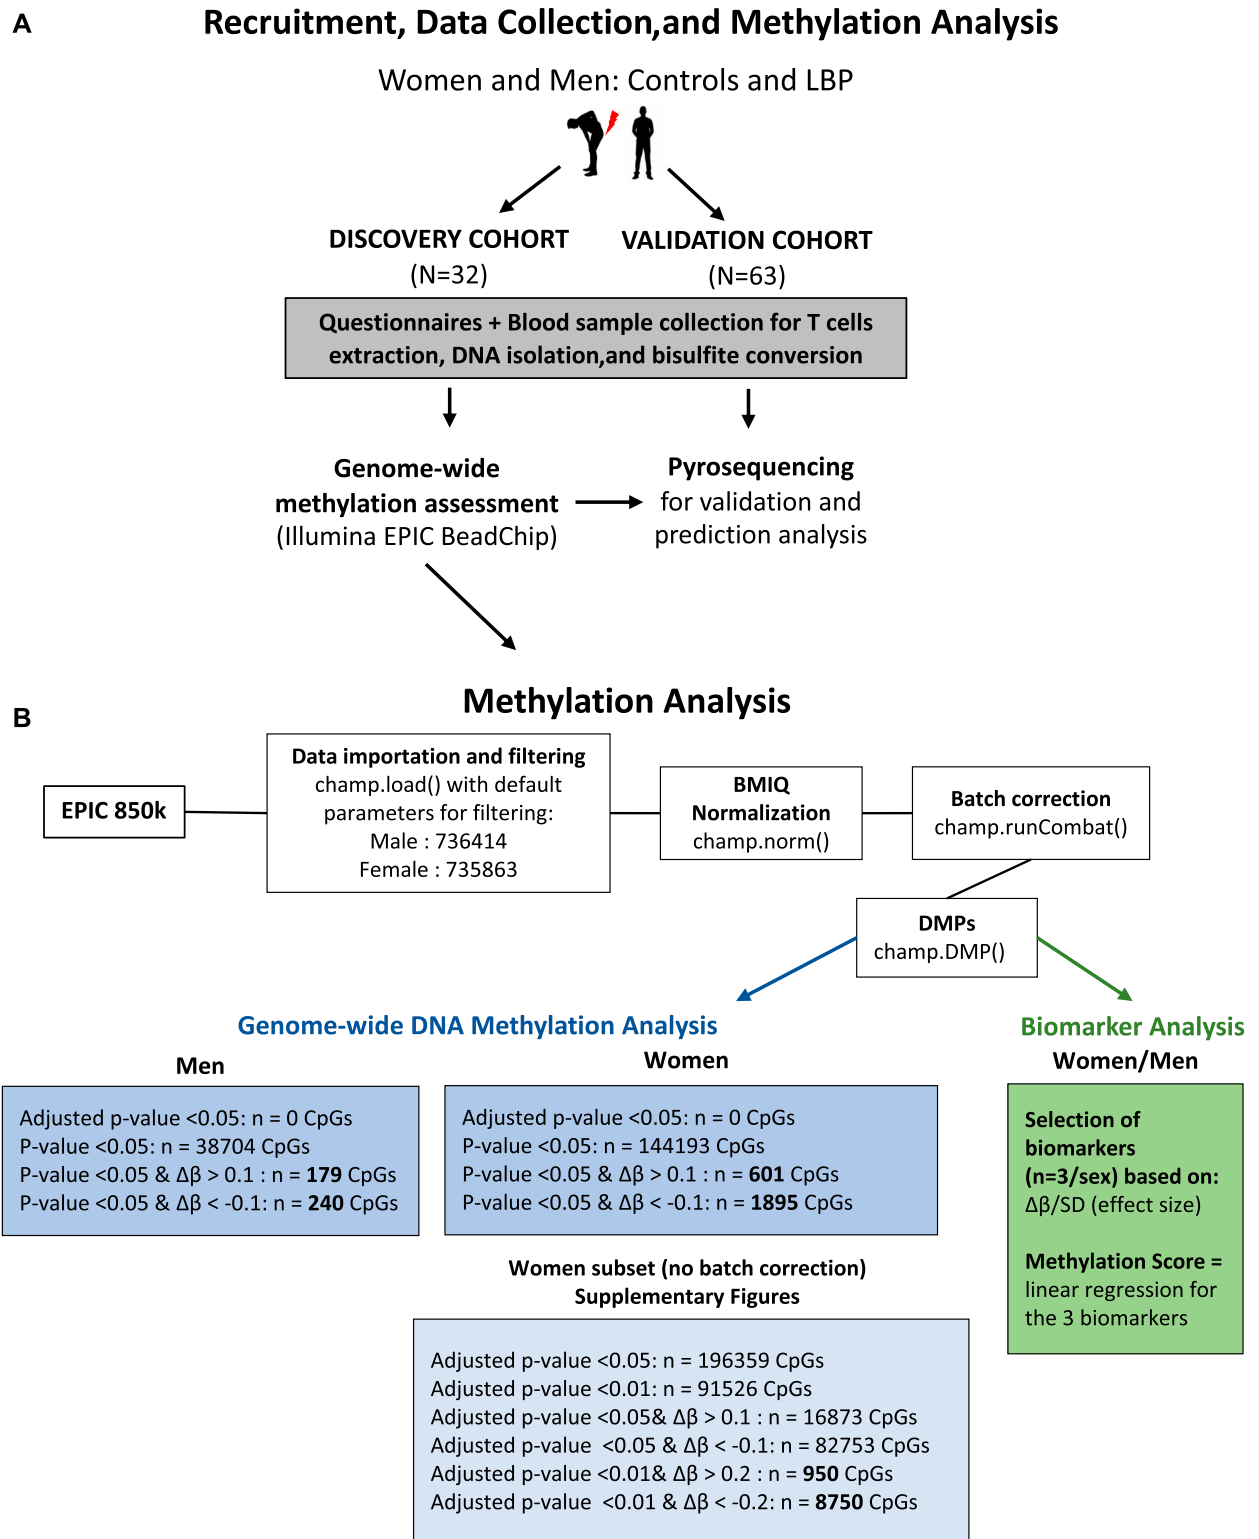 A
Recruitment, Data Collection,and Methylation Analysis
Women and Men: Controls and LBP
DISCOVERY COHORT
(N=32)
VALIDATION COHORT
(N=63)
Questionnaires + Blood sample collection for T cells
extraction, DNA isolation,and bisulfite conversion
Genome-wide
methylation assessment
(Illumina EPIC BeadChip)
Pyrosequencing
for validation and
prediction analysis
B
Methylation Analysis
EPIC 850k
Data importation and filtering
champ.load() with default
parameters for filtering:
Male : 736414
Female : 735863
BMIQ
Normalization
champ.norm()
Batch correction
champ.runCombat()
DMPs
champ.DMP()
Genome-wide DNA Methylation Analysis
Men
Adjusted p-value <0.05: n = 0 CpGs
P-value <0.05: n = 38704 CpGs
P-value <0.05 & Δβ > 0.1 : n = 179 CpGs
P-value <0.05 & Δβ < -0.1: n = 240 CpGs
Women
Adjusted p-value <0.05: n = 0 CpGs
P-value <0.05: n = 144193 CpGs
P-value <0.05 & Δβ > 0.1 : n = 601 CpGs
P-value <0.05 & Δβ < -0.1: n = 1895 CpGs
Women subset (no batch correction)
Supplementary Figures
Adjusted p-value <0.05: n = 196359 CpGs
Adjusted p-value <0.01: n = 91526 CpGs
Adjusted p-value <0.05& Δβ > 0.1 : n = 16873 CpGs
Adjusted p-value <0.05 & Δβ < -0.1: n = 82753 CpGs
Adjusted p-value <0.01& Δβ > 0.2 : n = 950 CpGs
Adjusted p-value <0.01 & Δβ < -0.2: n = 8750 CpGs
Biomarker Analysis
Women/Men
Selection of
biomarkers
(n=3/sex) based on:
Δβ/SD (effect size)
Methylation Score =
linear regression for
the 3 biomarkers